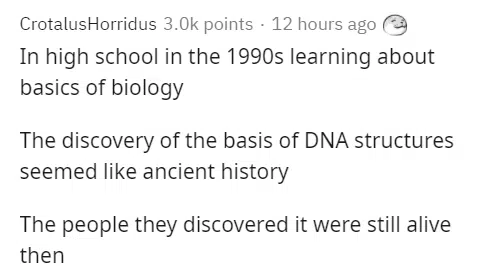 CrotalusHorridus 3.0k points · 12 hours ago
In high school in the 1990s learning about
basics of biology
The discovery of the basis of DNA structures
seemed like ancient history
The people they discovered it were still alive
then